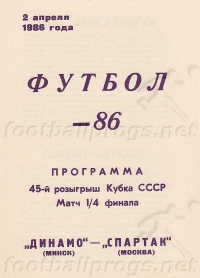 2 апреля
1986 года
ФУТБОЛ
—86
ПРОГРАММА
45-й розыгрыш Кубка СССР
Матч 1/4 финала
„ДИНАМО" — „СПАРТАК"
(МИНСК) (МОСКВА)
footballprogs.net